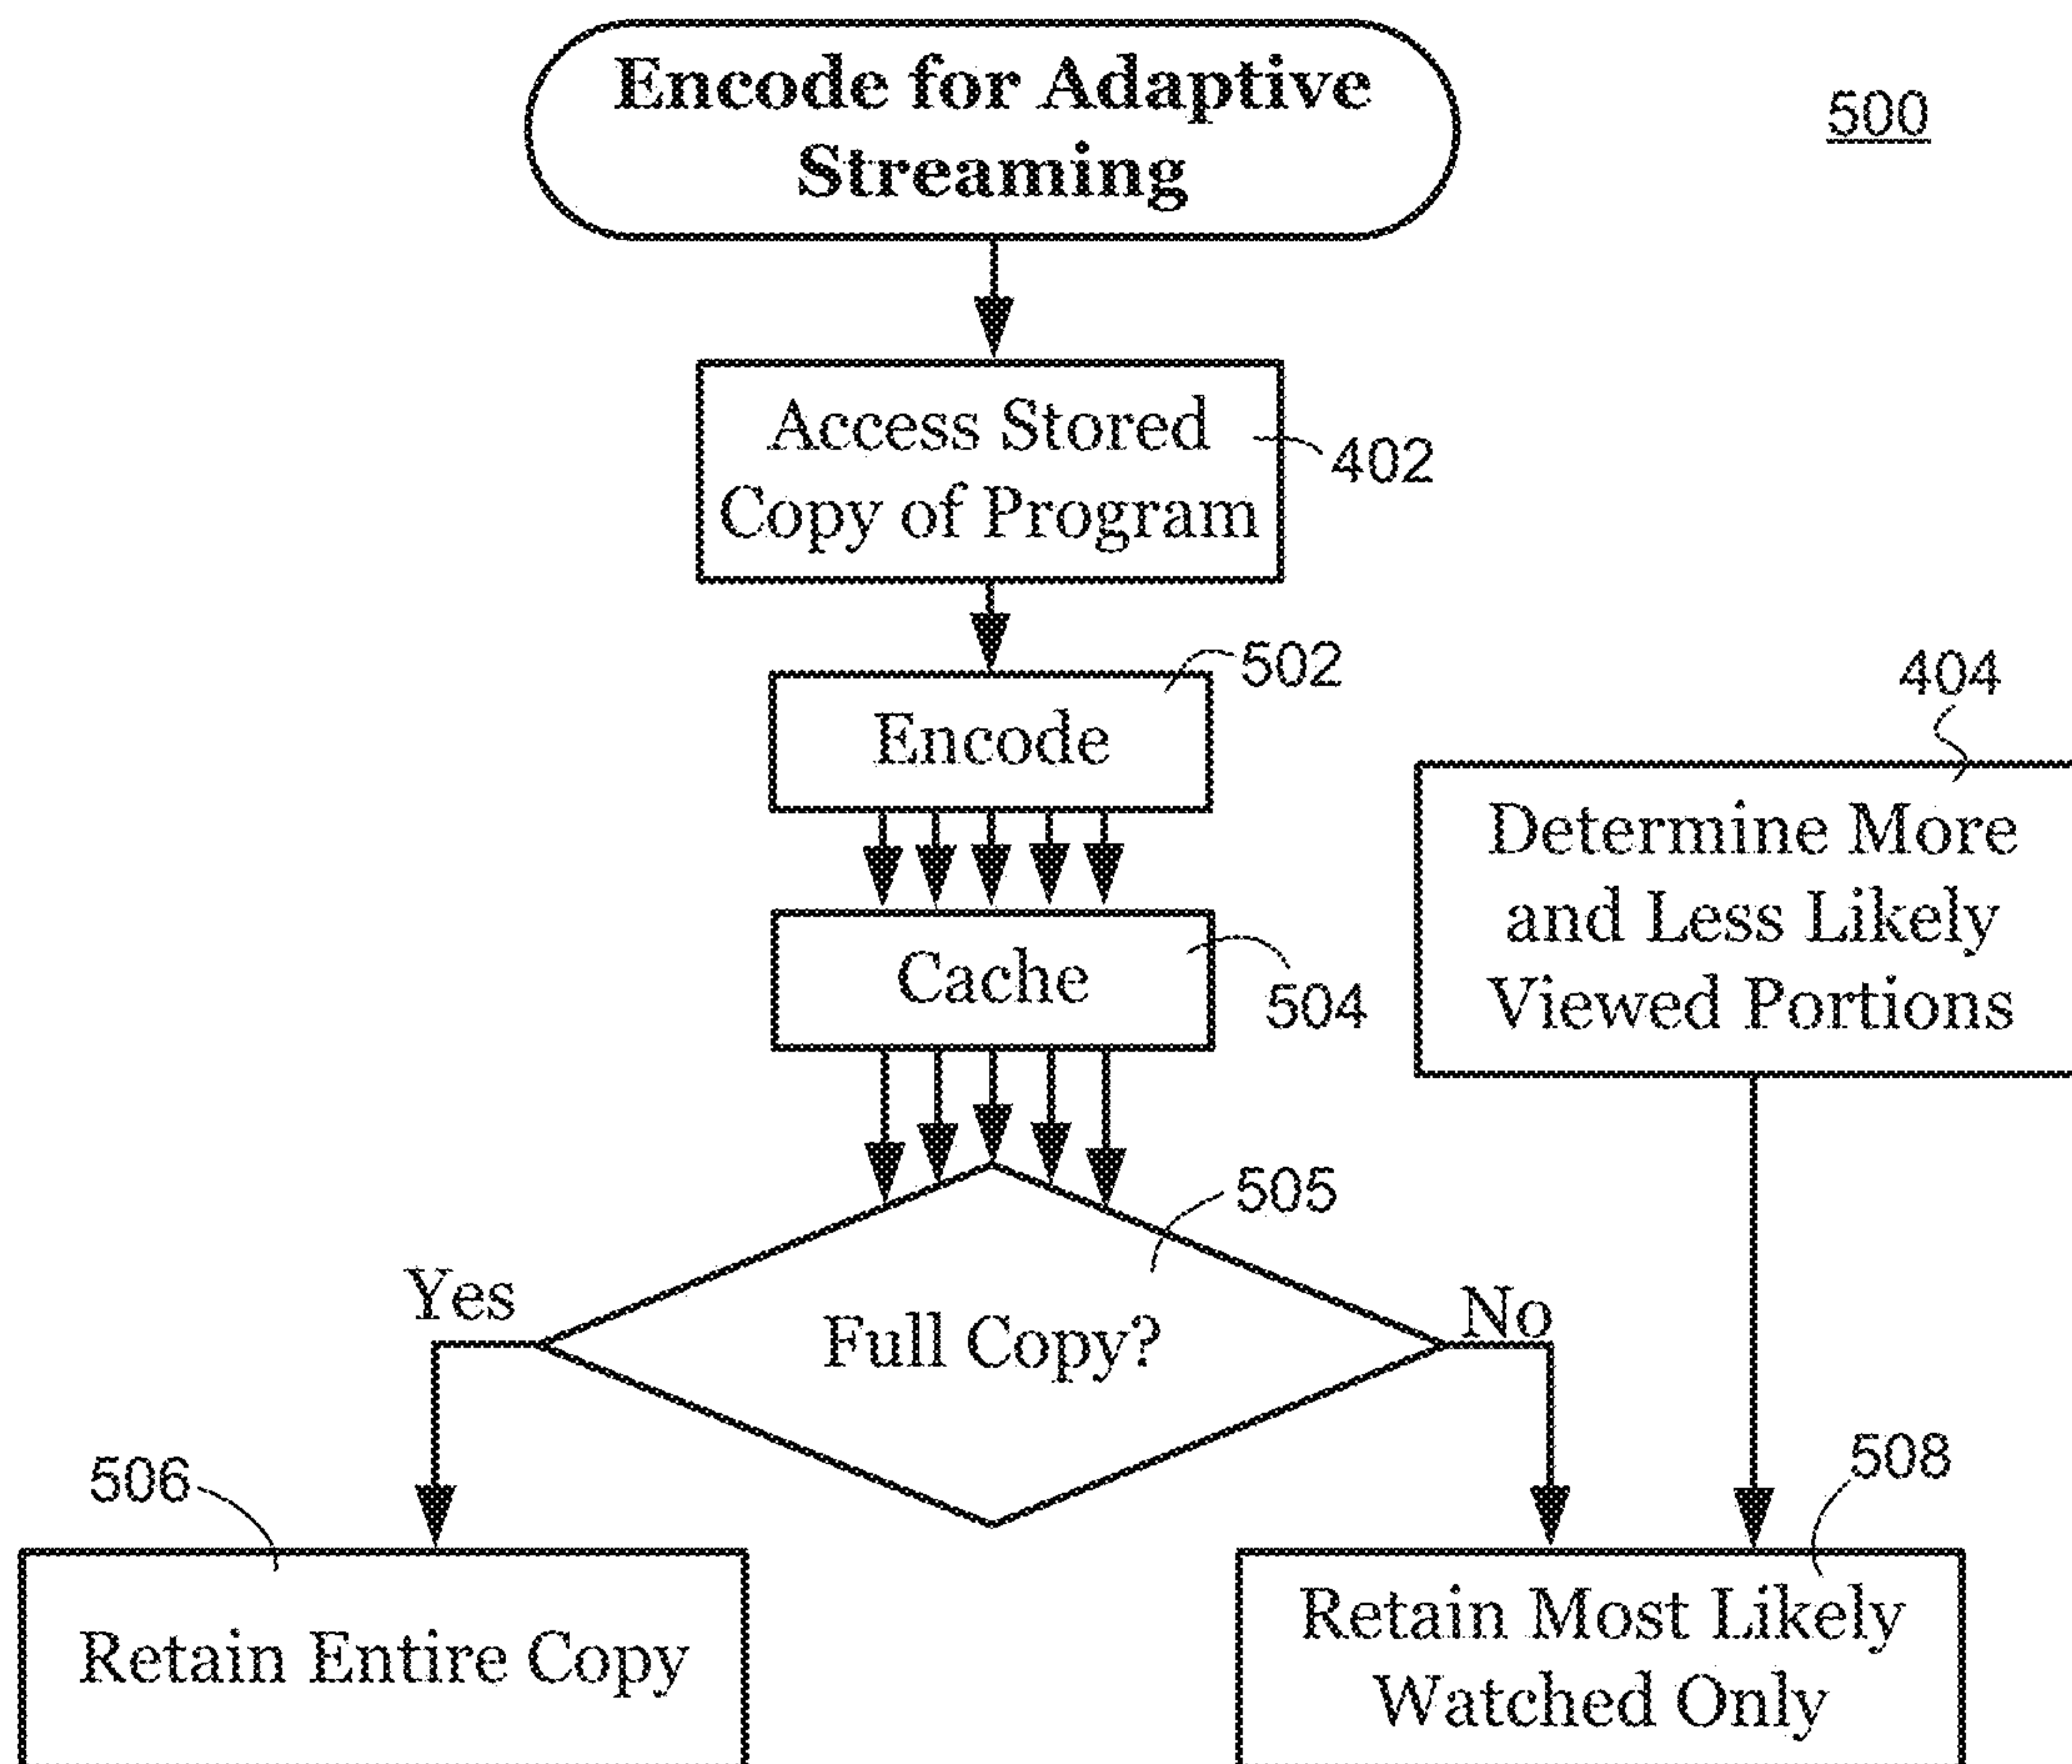 Encode for Adaptive
Streaming
500
Access Stored
Copy of Program
402
502
Encode
404
Determine More
and Less Likely
Viewed Portions
Cache
504
505
Yes
Full Copy?
No
506
508
Retain Entire Copy
Retain Most Likely
Watched Only